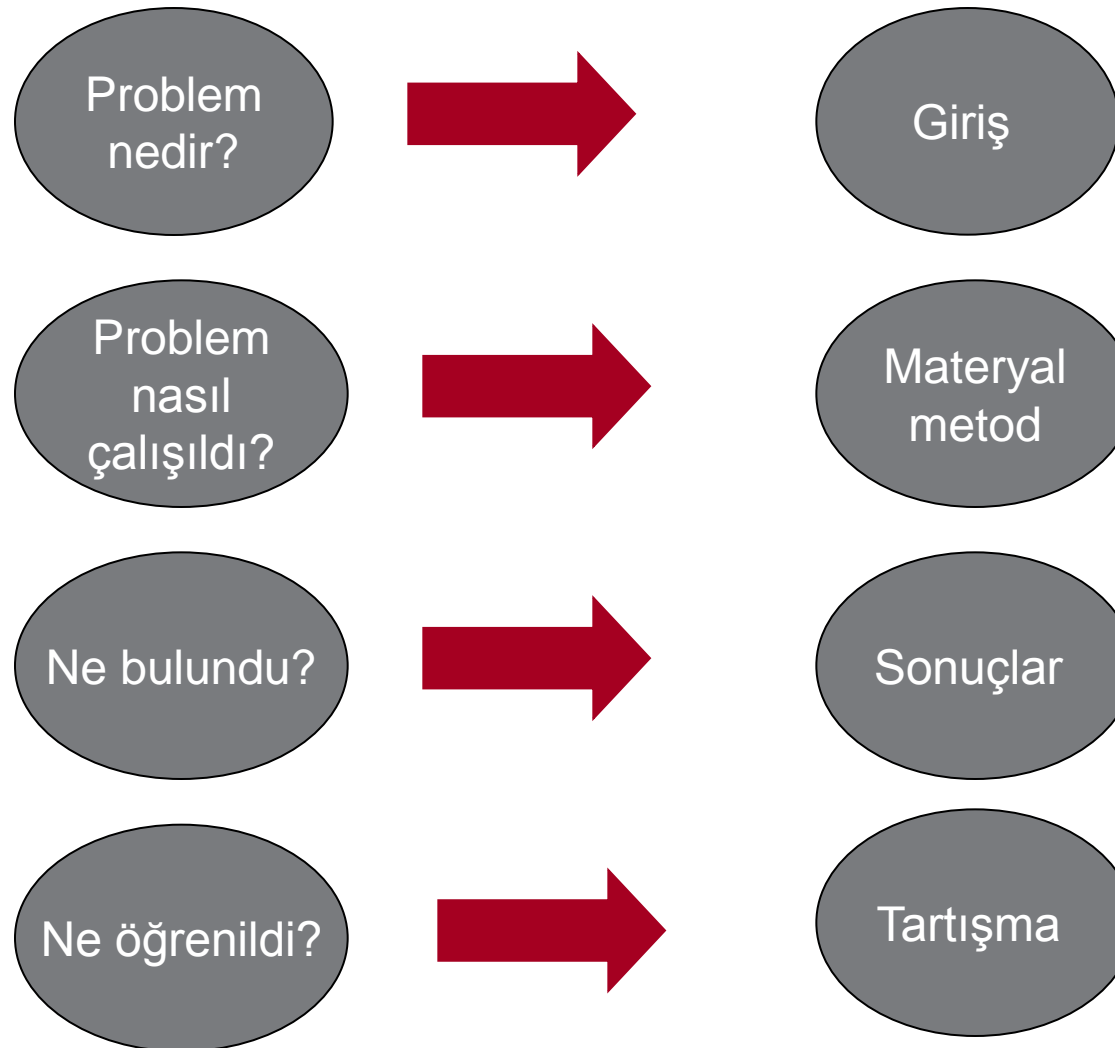 Problem
nedir?
Giriş
Problem
nasıl
çalışıldı?
Materyal
metod
Ne bulundu?
Sonuçlar
Ne öğrenildi?
Tartışma